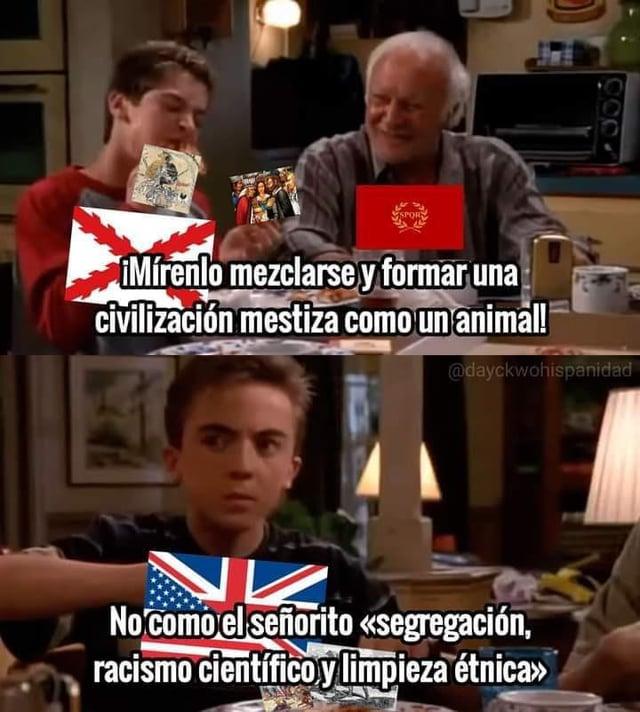 SPQR
¡Mírenlo mezclarse y formar una
civilización mestiza como un animal!
@dayckwohispanidad
No como el señorito «segregación,
racismo científico y limpieza étnica»